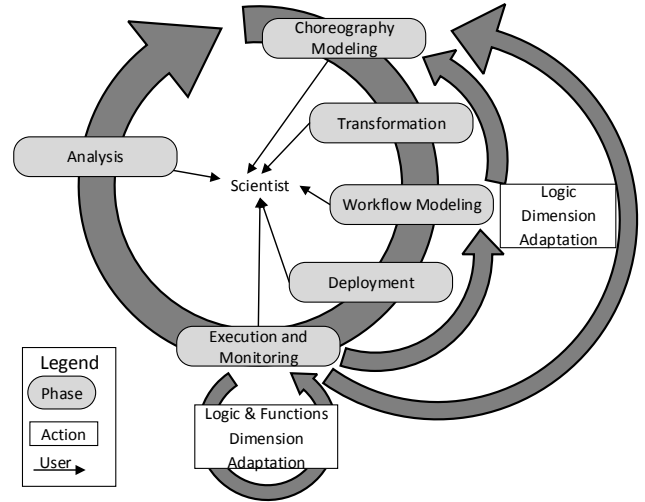 Choreography
Modeling
Transformation
Analysis
Scientist
Workflow Modeling
Logic
Dimension
Adaptation
Deployment
Execution and
Monitoring
Legend
Phase
Action
User
Logic & Functions
Dimension
Adaptation